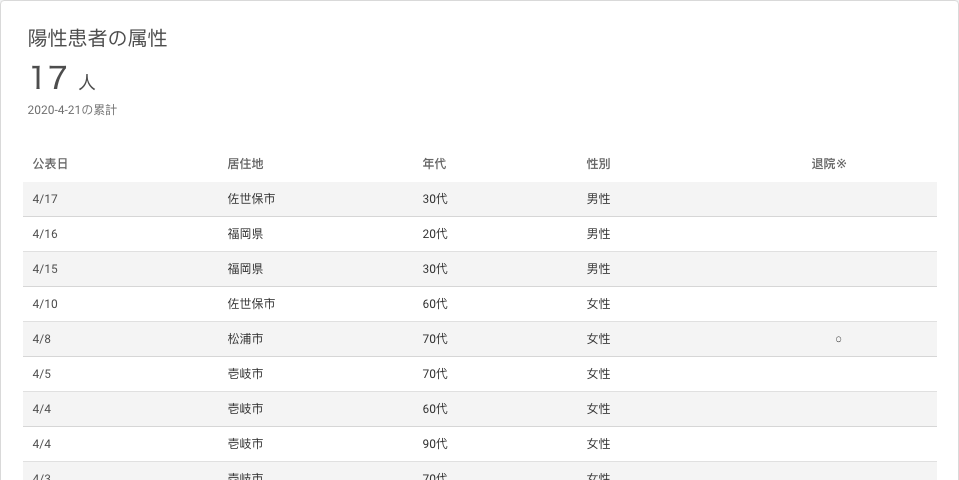 陽性患者の属性
17 人
2020-4-21の累計
公表日 居住地 年代 性別 退院※
4/17 佐世保市 30代 男性
4/16 福岡県 20代 男性
4/15 福岡県 30代 男性
4/10 佐世保市 60代 女性
4/8 松浦市 70代 女性 ○
4/5 壱岐市 70代 女性
4/4 壱岐市 60代 女性
4/4 壱岐市 90代 女性
4/3 壱岐市 70代 女性